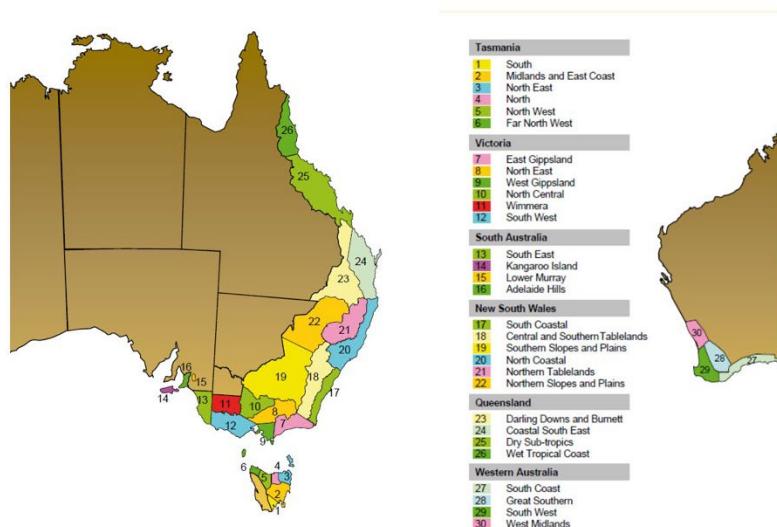 Tasmania
1 South
2 Midlands and East Coast
3 North East
4 North
5 North West
6 Far North West
Victoria
7 East Gippsland
8 North East
9 West Gippsland
10 North Central
11 Wimmera
12 South West
South Australia
13 South East
14 Kangaroo Island
15 Lower Murray
16 Adelaide Hills
New South Wales
17 South Coastal
18 Central and Southern Tablelands
19 Southern Slopes and Plains
20 North Coastal
21 Northern Tablelands
22 Northern Slopes and Plains
Queensland
23 Darling Downs and Burnett
24 Coastal South East
25 Dry Sub-tropics
26 Wet Tropical Coast
Western Australia
27 South Coast
28 Great Southern
29 South West
30 West Midlands
26
25
24
23
22
21
20
19
18
17
16
15
14
13
11
10
8
7
12
9
6
5
4
3
2
1
30
28
27
29